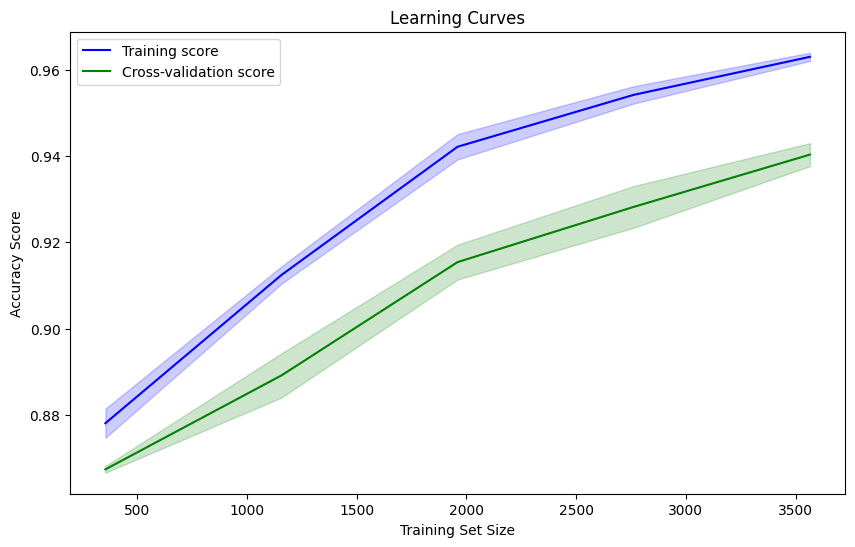 Learning Curves
Training score
Cross-validation score
0.96
0.94
0.92
0.90
0.88
Accuracy Score
500
1000
1500
2000
2500
3000
3500
Training Set Size